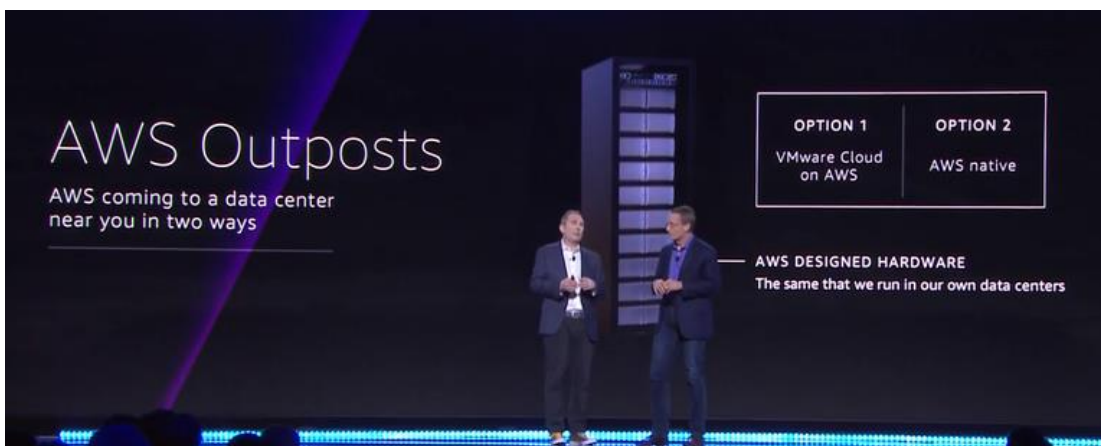 AWS Outposts
AWS coming to a data center
near you in two ways
OPTION 1
VMware Cloud
on AWS
OPTION 2
AWS native
AWS DESIGNED HARDWARE
The same that we run in our own data centers